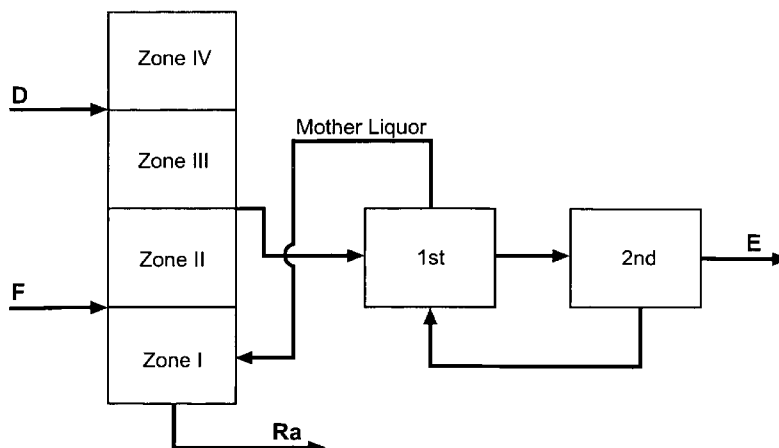 Zone IV
D
Mother Liquor
Zone III
E
1st
2nd
Zone II
F
Zone I
Ra